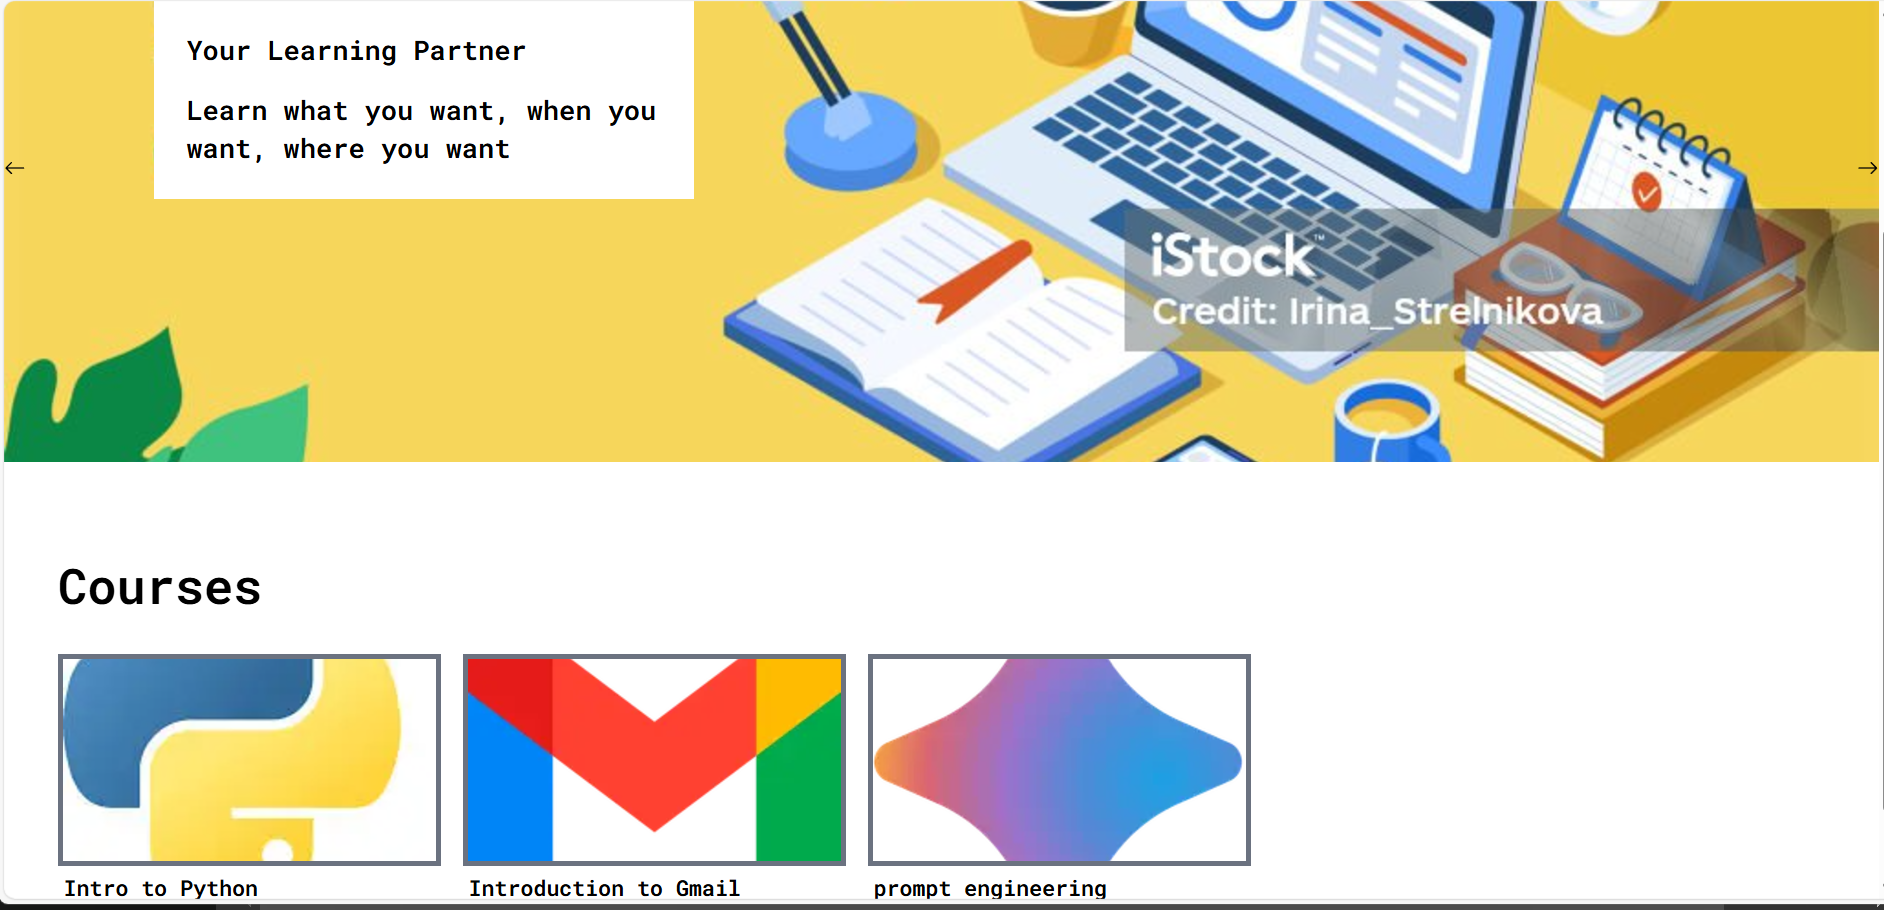 Your Learning Partner
Learn what you want, when you
want, where you want
iStock™
Credit: Irina_Strelnikova
Courses
Intro to Python
Introduction to Gmail
prompt engineering